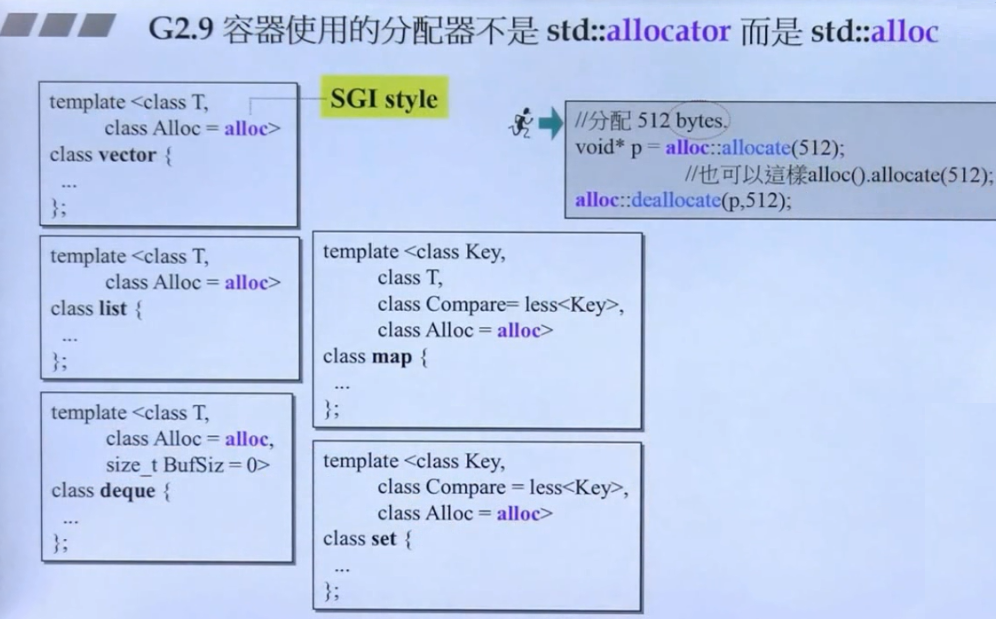 G2.9 容器使用的分配器不是 std::allocator 而是 std::alloc
template <class T,
class Alloc = alloc>
class vector {
...
};
SGI style
//分配 512 bytes.
void* p = alloc::allocate(512);
//也可以這樣alloc().allocate(512);
alloc::deallocate(p,512);
template <class T,
class Alloc = alloc>
class list {
...
};
template <class T,
class Alloc = alloc,
size_t BufSiz = 0>
class deque {
...
};
template <class Key,
class T,
class Compare= less<Key>,
class Alloc = alloc>
class map {
...
};
template <class Key,
class Compare = less<Key>,
class Alloc = alloc>
class set {
...
};